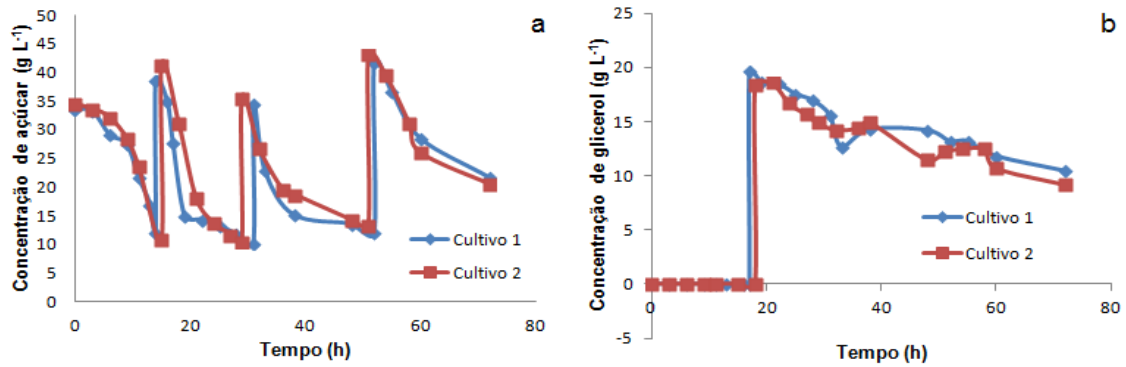 a
Concentração de açúcar (g L-1)
50
45
40
35
30
25
20
15
10
5
0
0 20 40 60 80
Tempo (h)
Cultivo 1
Cultivo 2
b
Concentração de glicerol (g L-1)
25
20
15
10
5
0
-5
0 20 40 60 80
Tempo (h)
Cultivo 1
Cultivo 2